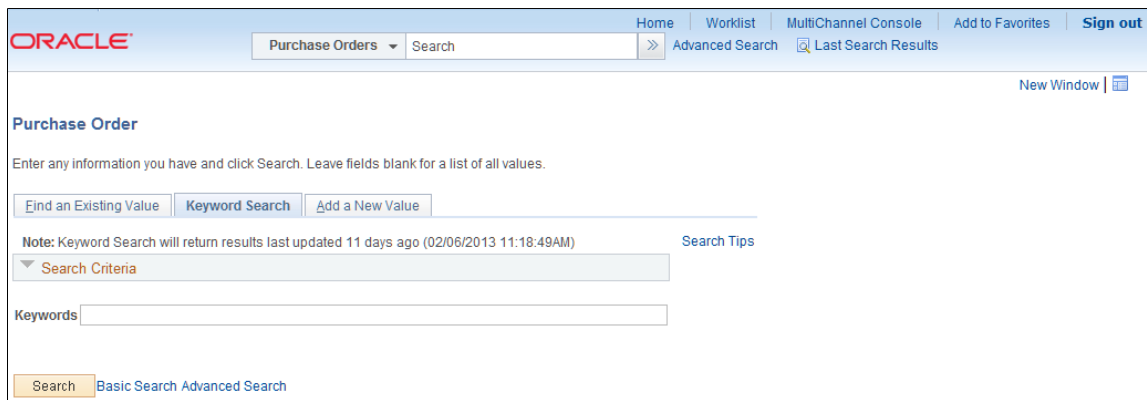 Home Worklist MultiChannel Console Add to Favorites Sign out
ORACLE Purchase Orders Search Advanced Search Last Search Results
New Window
Purchase Order
Enter any information you have and click Search. Leave fields blank for a list of all values.
Find an Existing Value Keyword Search Add a New Value
Note: Keyword Search will return results last updated 11 days ago (02/06/2013 11:18:49AM) Search Tips
Search Criteria
Keywords
Search Basic Search Advanced Search